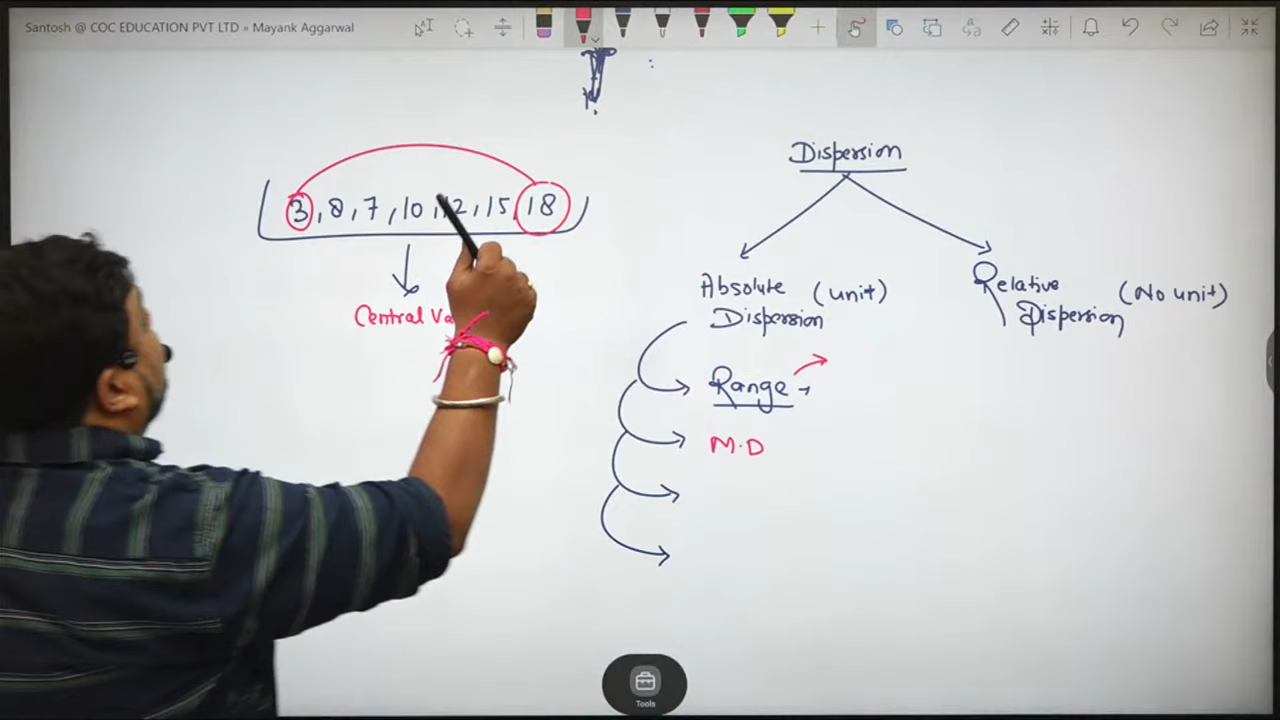 Santosh @ COC EDUCATION PVT LTD » Mayank Aggarwal
3, 8, 7, 10, 12, 15, 18
Central
Dispersion
Absolute (unit)
Dispersion
Relative (No unit)
Dispersion
Range →
M.D
Tools